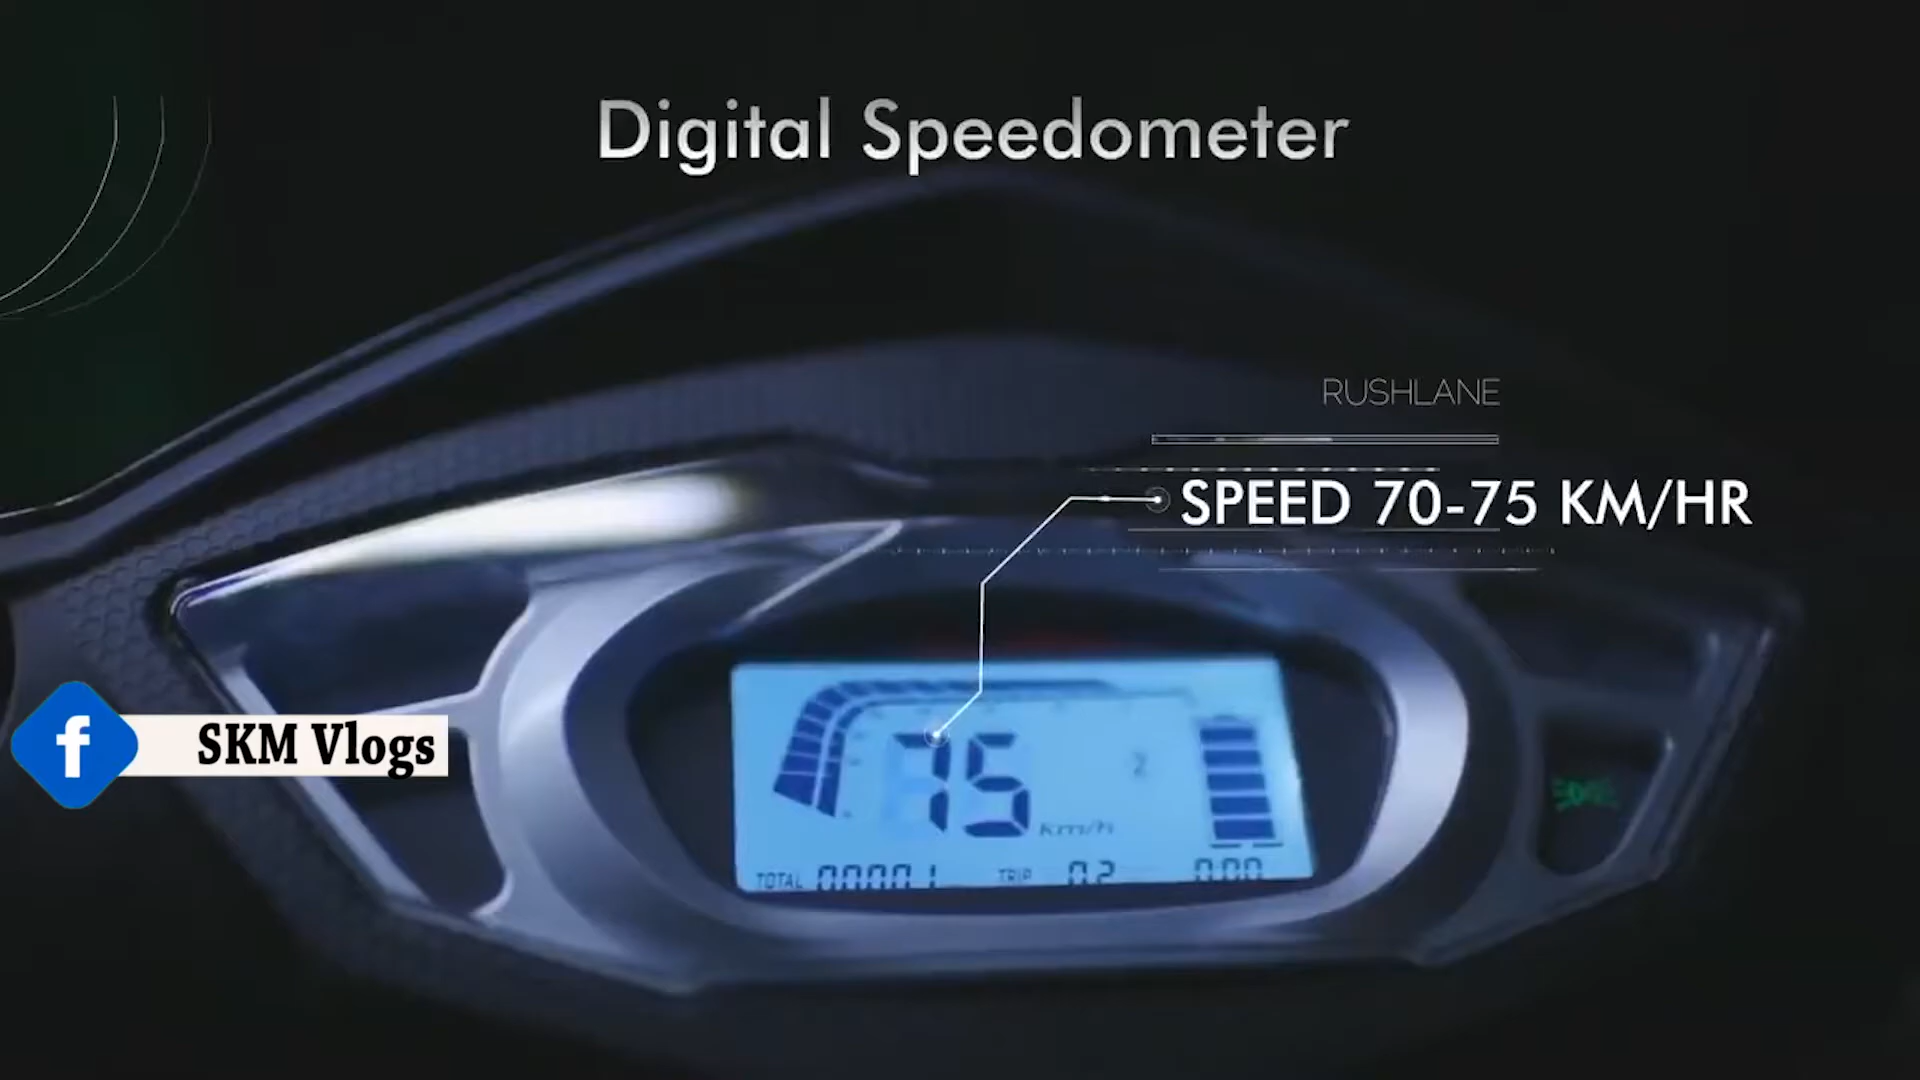 Digital Speedometer
RUSHLANE
SPEED 70-75 KM/HR
f SKM Vlogs
75 Km/h
2
TOTAL 00001 TRIP 0.2 0.00